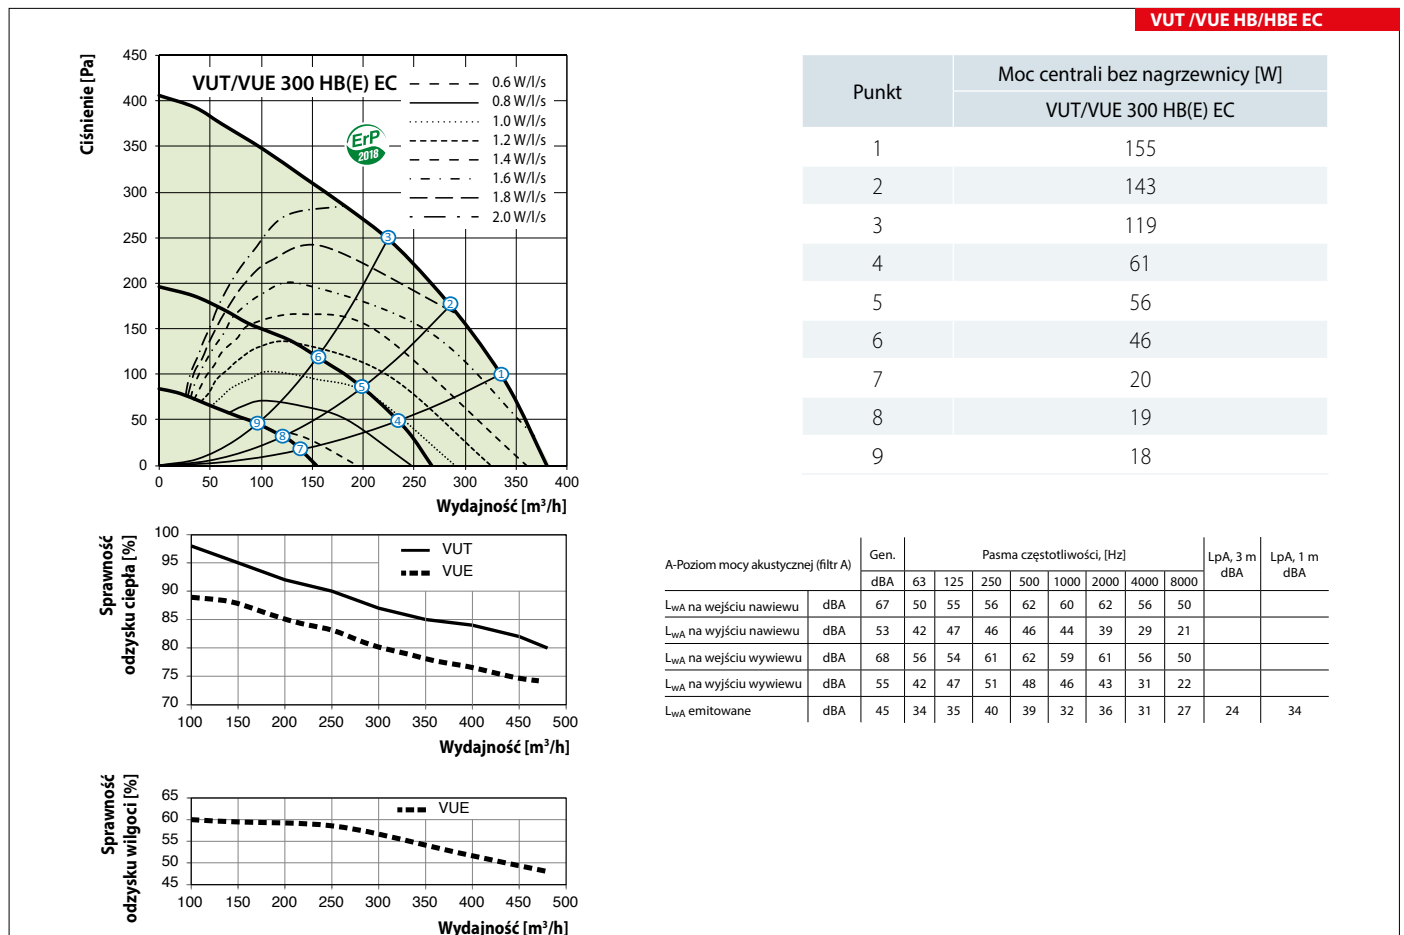 VUT /VUE HB/HBE EC
Ciśnienie [Pa]
450
400
350
300
250
200
150
100
50
0
VUT/VUE 300 HB(E) EC
ErP
2018
0.6 W/l/s
0.8 W/l/s
1.0 W/l/s
1.2 W/l/s
1.4 W/l/s
1.6 W/l/s
1.8 W/l/s
2.0 W/l/s
3
2
1
6
5
4
9
8
7
0 50 100 150 200 250 300 350 400
Wydajność [m³/h]
Punkt
Moc centrali bez nagrzewnicy [W]
VUT/VUE 300 HB(E) EC
1 155
2 143
3 119
4 61
5 56
6 46
7 20
8 19
9 18
Sprawność
odzysku ciepła [%]
100
95
90
85
80
75
70
VUT
VUE
100 150 200 250 300 350 400 450 500
Wydajność [m³/h]
A-Poziom mocy akustycznej (filtr A) Gen. Pasma częstotliwości, [Hz] LpA, 3 m dBA LpA, 1 m dBA
dBA 63 125 250 500 1000 2000 4000 8000
LwA na wejściu nawiewu dBA 67 50 55 56 62 60 62 56 50
LwA na wyjściu nawiewu dBA 53 42 47 46 46 44 39 29 21
LwA na wejściu wywiewu dBA 68 56 54 61 62 59 61 56 50
LwA na wyjściu wywiewu dBA 55 42 47 51 48 46 43 31 22
LwA emitowane dBA 45 34 35 40 39 32 36 31 27 24 34
Sprawność
odzysku wilgoci [%]
65
60
55
50
45
VUE
100 150 200 250 300 350 400 450 500
Wydajność [m³/h]